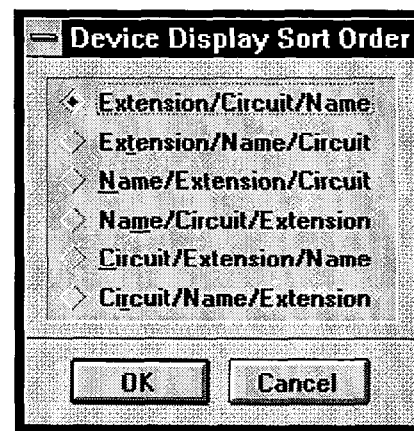 Device Display Sort Order
Extension/Circuit/Name
Extension/Name/Circuit
Name/Extension/Circuit
Name/Circuit/Extension
Circuit/Extension/Name
Circuit/Name/Extension
OK Cancel